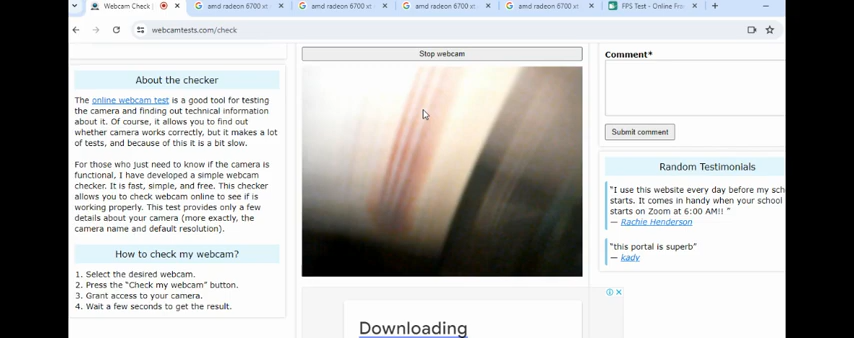 Webcam Check
amd radeon 6700 xt
amd radeon 6700 xt
amd radeon 6700 xt
amd radeon 6700 xt
FPS Test - Online Fr
webcamtests.com/check
About the checker
The online webcam test is a good tool for testing
the camera and finding out technical information
about it. Of course, it allows you to find out
whether camera works correctly, but it makes a lot
of tests, and because of this it is a bit slow.
For those who just need to know if the camera is
functional, I have developed a simple webcam
checker. It is fast, simple, and free. This checker
allows you to check webcam online to see if is
working properly. This test provides only a few
details about your camera (more exactly, the
camera name and default resolution).
How to check my webcam?
1. Select the desired webcam.
2. Press the "Check my webcam" button.
3. Grant access to your camera.
4. Wait a few seconds to get the result.
Stop webcam
Downloading
Comment*
Submit comment
Random Testimonials
"I use this website every day before my sch
starts. It comes in handy when your school
starts on Zoom at 6:00 AM!! "
— Rachie Henderson
"this portal is superb"
— kady